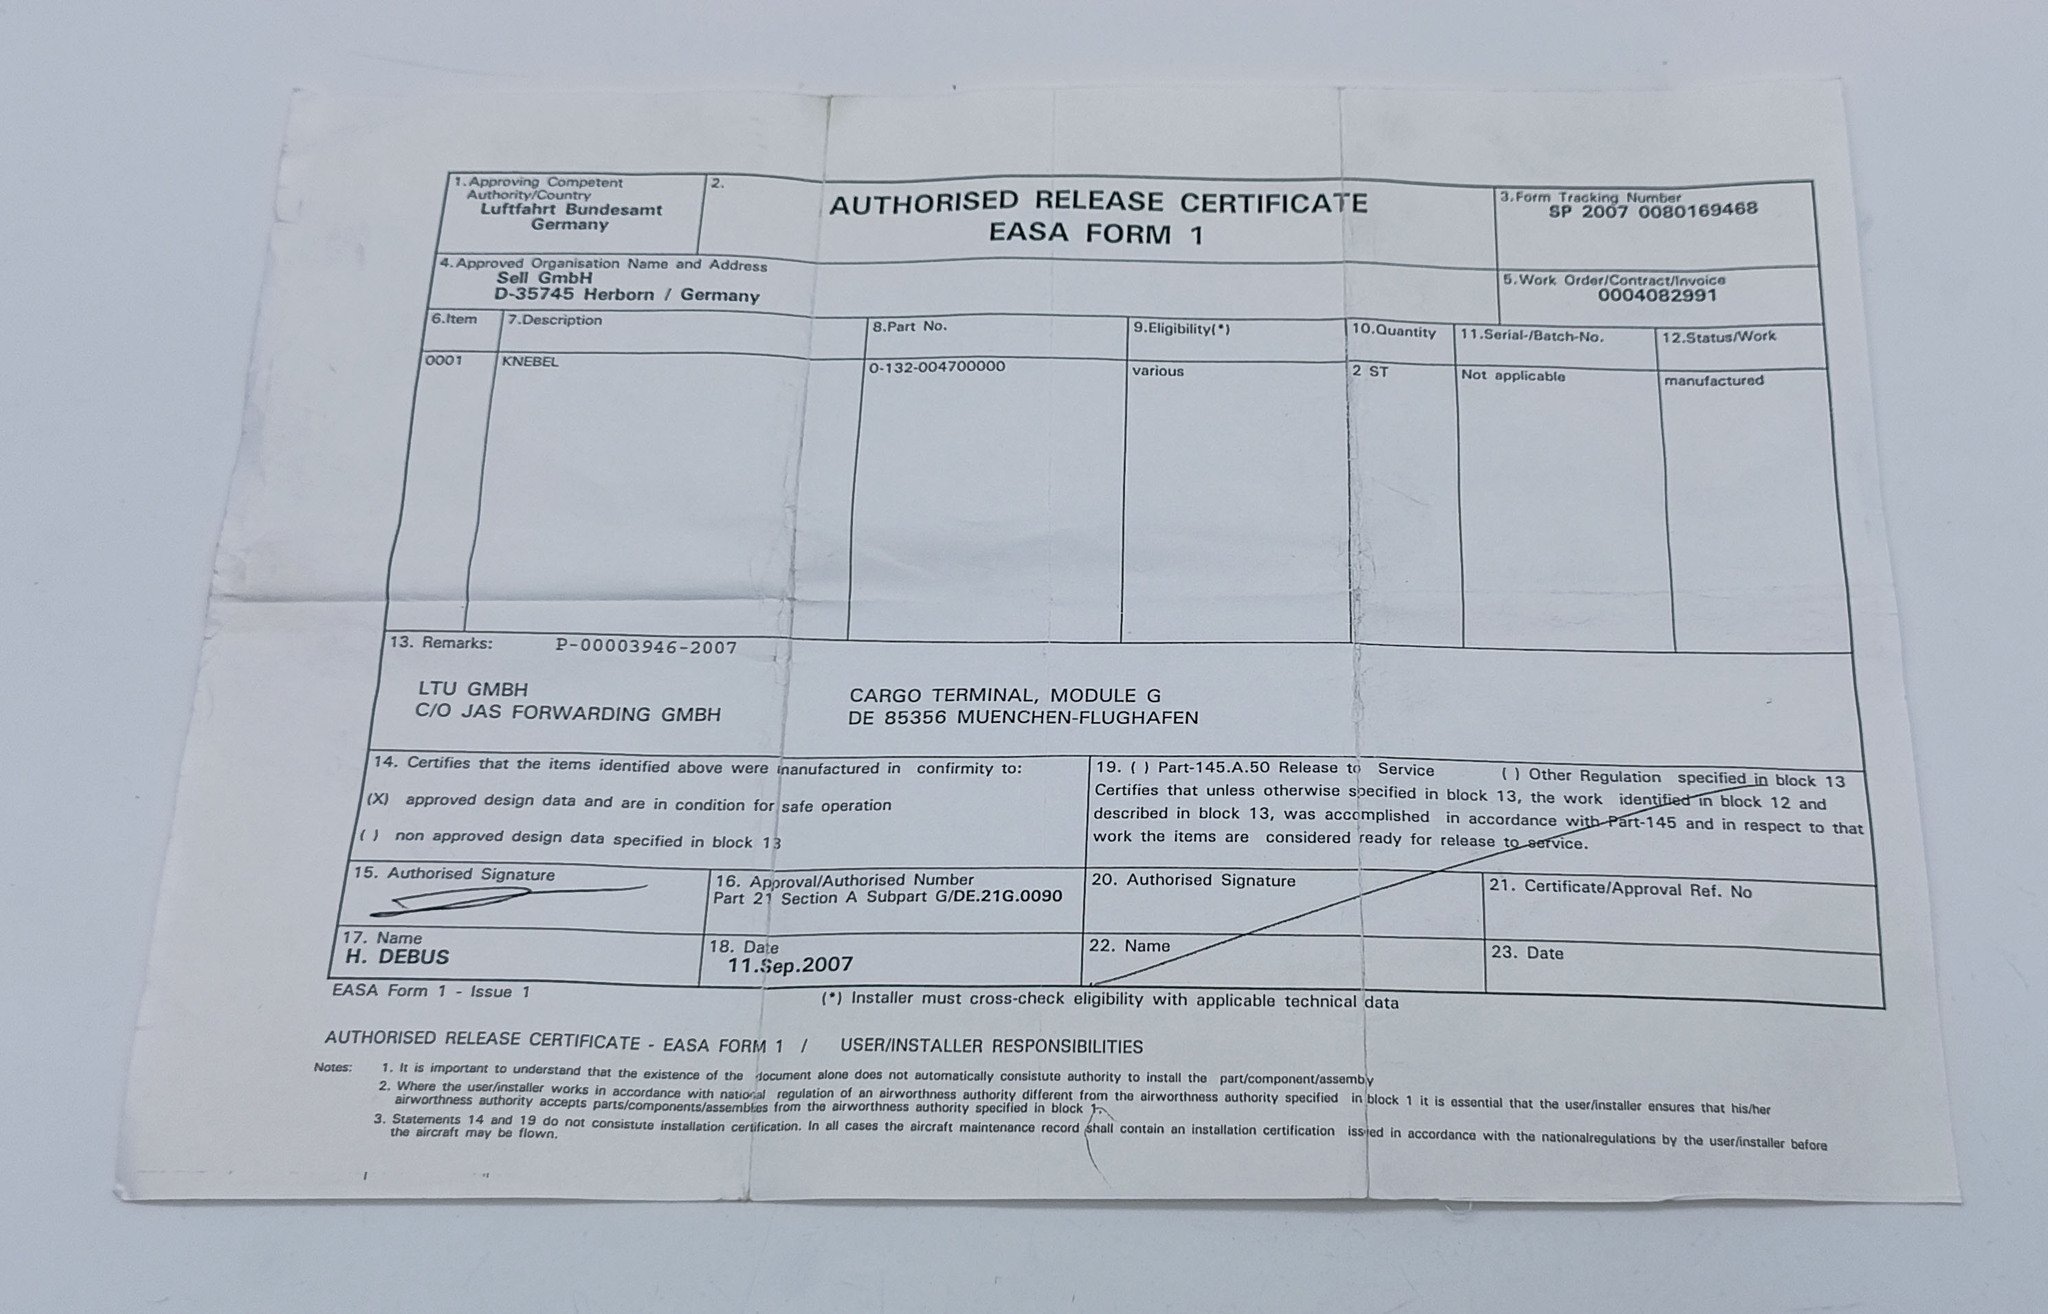 1.Approving Competent
Authority/Country
Luftfahrt Bundesamt
Germany
2.
AUTHORISED RELEASE CERTIFICATE
EASA FORM 1
3.Form Tracking Number
SP 2007 0080169468
4.Approved Organisation Name and Address
Sell GmbH
D-35745 Herborn / Germany
5.Work Order/Contract/Invoice
0004082991
6.Item 7.Description 8.Part No. 9.Eligibility(*) 10.Quantity 11.Serial-/Batch-No. 12.Status/Work
0001 KNEBEL 0-132-004700000 various 2 ST Not applicable manufactured
13. Remarks: P-00003946-2007
LTU GMBH CARGO TERMINAL, MODULE G
C/O JAS FORWARDING GMBH DE 85356 MUENCHEN-FLUGHAFEN
14. Certifies that the items identified above were manufactured in confirmity to:
(X) approved design data and are in condition for safe operation
( ) non approved design data specified in block 13
19. ( ) Part-145.A.50 Release to Service ( ) Other Regulation specified in block 13
Certifies that unless otherwise specified in block 13, the work identified in block 12 and
described in block 13, was accomplished in accordance with Part-145 and in respect to that
work the items are considered ready for release to service.
15. Authorised Signature
16. Approval/Authorised Number
Part 21 Section A Subpart G/DE.21G.0090
20. Authorised Signature
21. Certificate/Approval Ref. No
17. Name
H. DEBUS
18. Date
11.Sep.2007
22. Name
23. Date
EASA Form 1 - Issue 1
(*) Installer must cross-check eligibility with applicable technical data
AUTHORISED RELEASE CERTIFICATE - EASA FORM 1 / USER/INSTALLER RESPONSIBILITIES
Notes: 1. It is important to understand that the existence of the document alone does not automatically consistute authority to install the part/component/assembly
2. Where the user/installer works in accordance with national regulation of an airworthness authority different from the airworthness authority specified in block 1 it is essential that the user/installer ensures that his/her
airworthness authority accepts parts/components/assemblies from the airworthness authority specified in block 1.
3. Statements 14 and 19 do not consistute installation certification. In all cases the aircraft maintenance record shall contain an installation certification issued in accordance with the nationalregulations by the user/installer before
the aircraft may be flown.